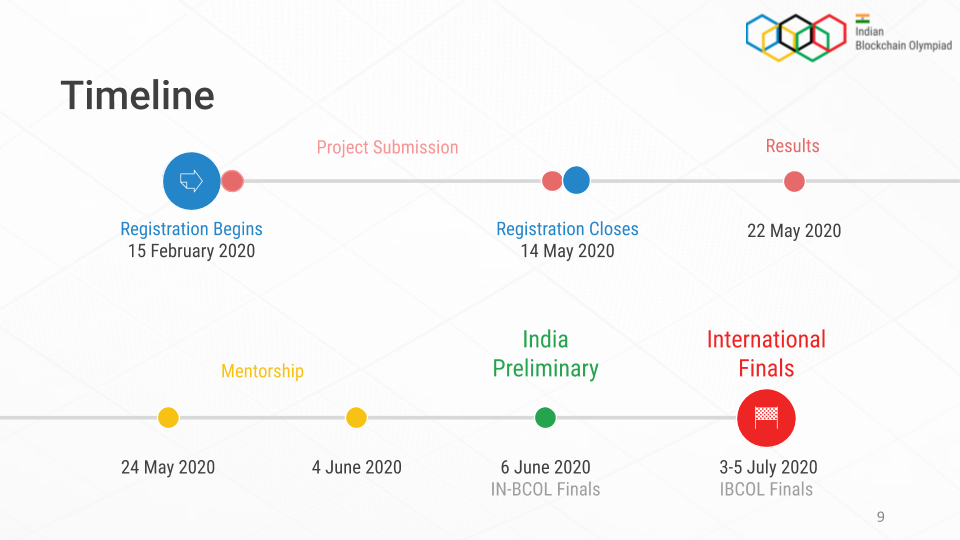 Indian
Blockchain Olympiad
Timeline
Project Submission
Results
Registration Begins
15 February 2020
Registration Closes
14 May 2020
22 May 2020
Mentorship
India
Preliminary
International
Finals
24 May 2020
4 June 2020
6 June 2020
IN-BCOL Finals
3-5 July 2020
IBCOL Finals
9